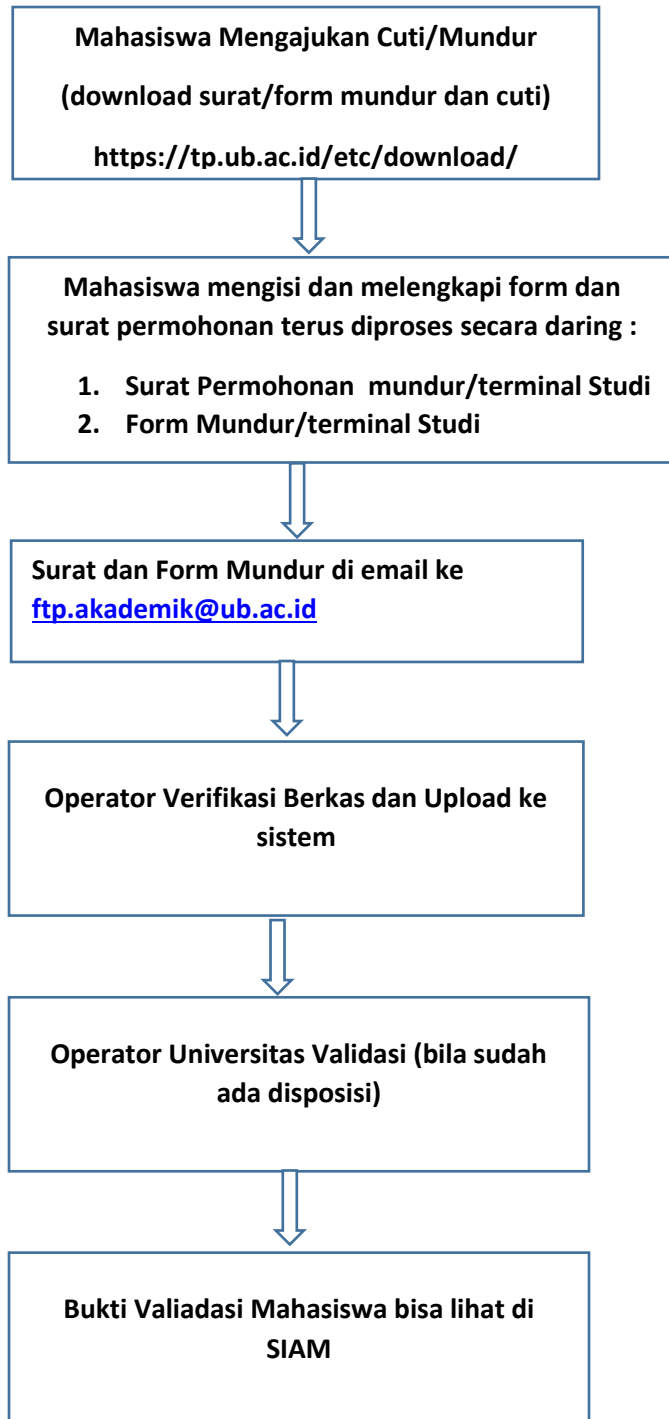 Mahasiswa Mengajukan Cuti/Mundur
(download surat/form mundur dan cuti)
https://tp.ub.ac.id/etc/download/
Mahasiswa mengisi dan melengkapi form dan
surat permohonan terus diproses secara daring :
1. Surat Permohonan mundur/terminal Studi
2. Form Mundur/terminal Studi
Surat dan Form Mundur di email ke
ftp.akademik@ub.ac.id
Operator Verifikasi Berkas dan Upload ke
sistem
Operator Universitas Validasi (bila sudah
ada disposisi)
Bukti Valiadasi Mahasiswa bisa lihat di
SIAM